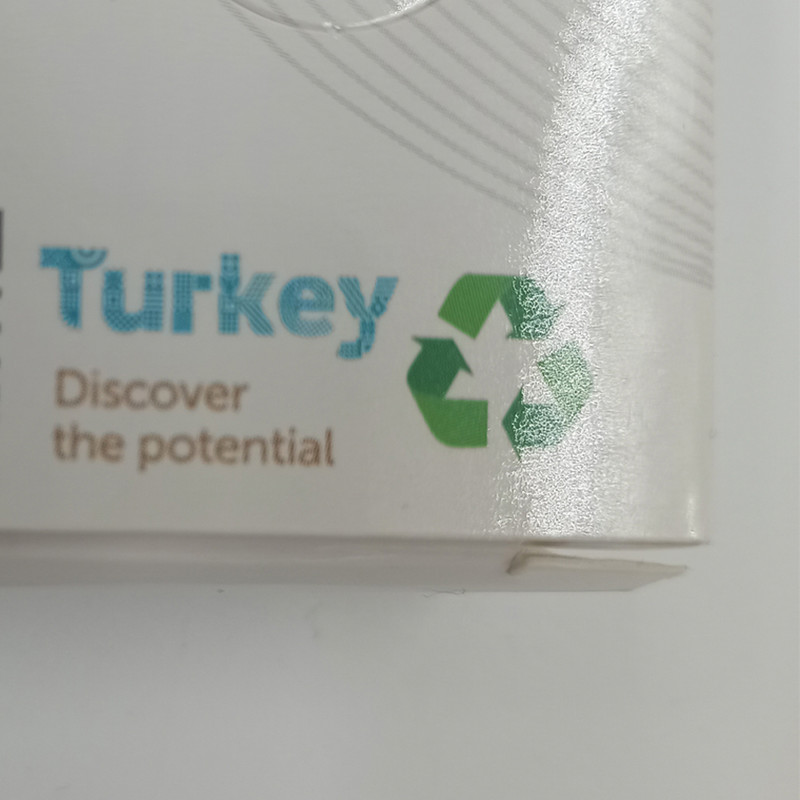 Turkey
Discover
the potential